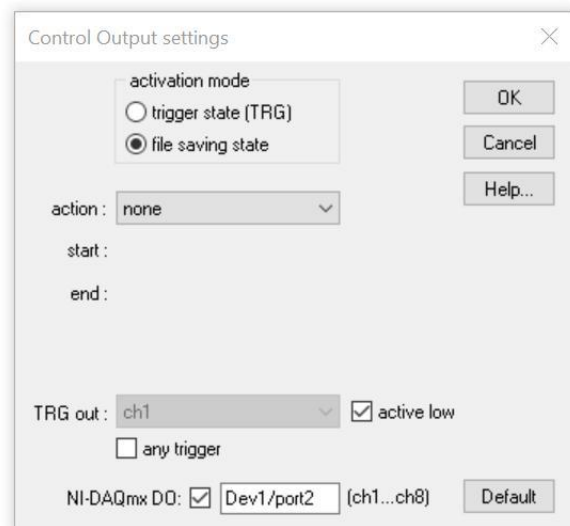 Control Output settings
activation mode
trigger state (TRG)
file saving state
OK
Cancel
Help...
action : none
start :
end :
TRG out : ch1 active low
any trigger
NI-DAQmx DO: Dev1/port2 (ch1...ch8) Default